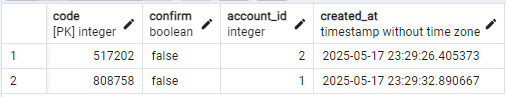 code confirm account_id created_at
[PK] integer boolean integer timestamp without time zone
1 517202 false 2 2025-05-17 23:29:26.405373
2 808758 false 1 2025-05-17 23:29:32.890667